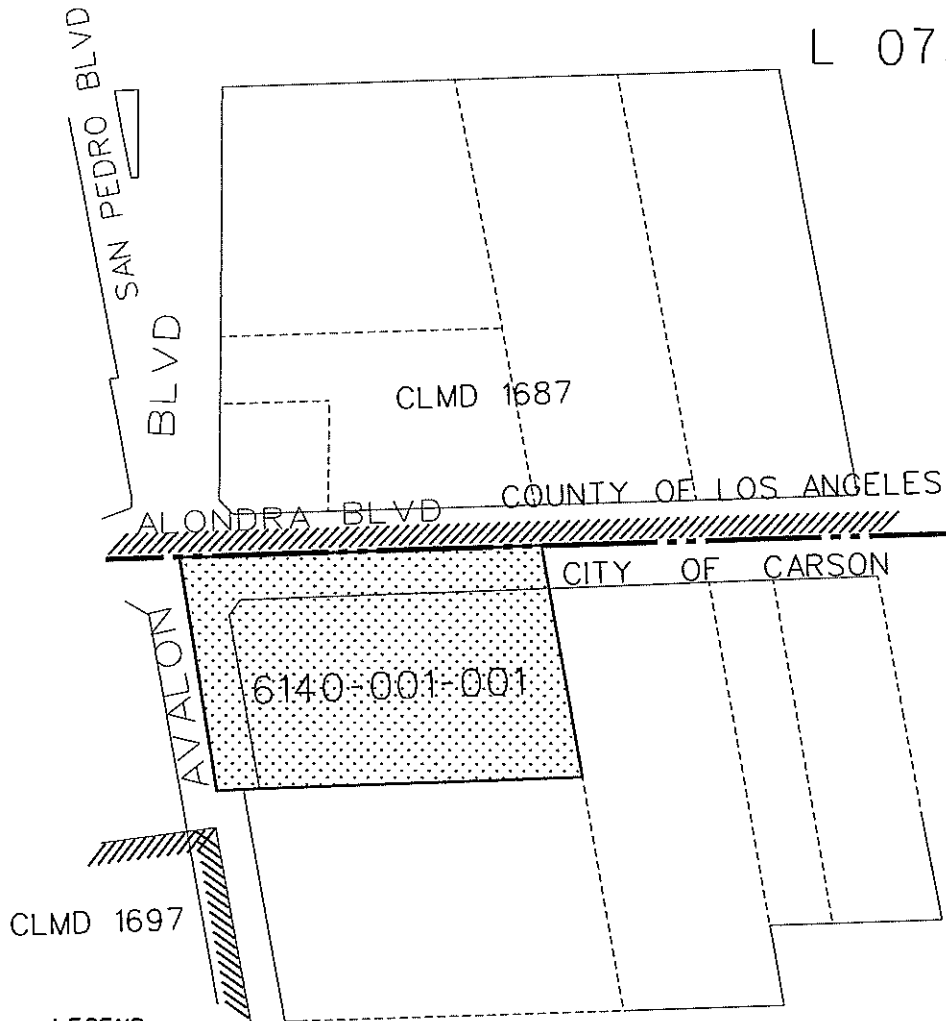 L 07
SAN PEDRO BLVD
BLVD
CLMD 1687
COUNTY OF LOS ANGELES
ALONDRA BLVD
CITY OF CARSON
AVALON
6140-001-001
CLMD 1697